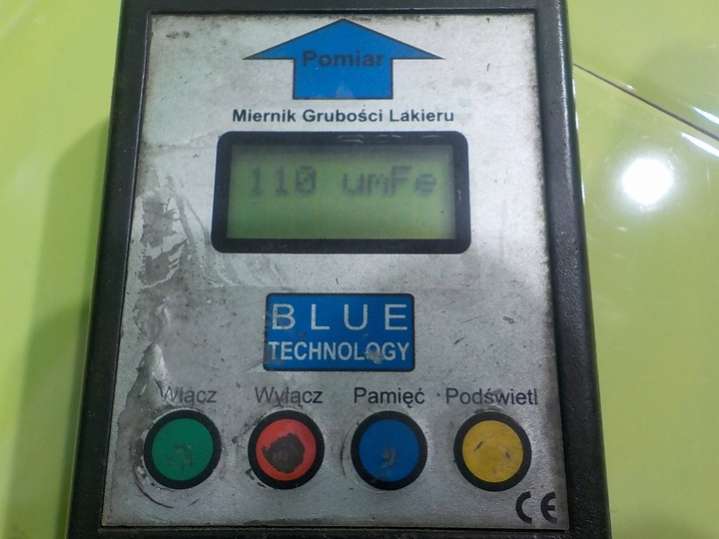 Pomiar
Miernik Grubości Lakieru
110 umFe
BLUE
TECHNOLOGY
Włącz Wyłącz Pamięć Podświetl
CE